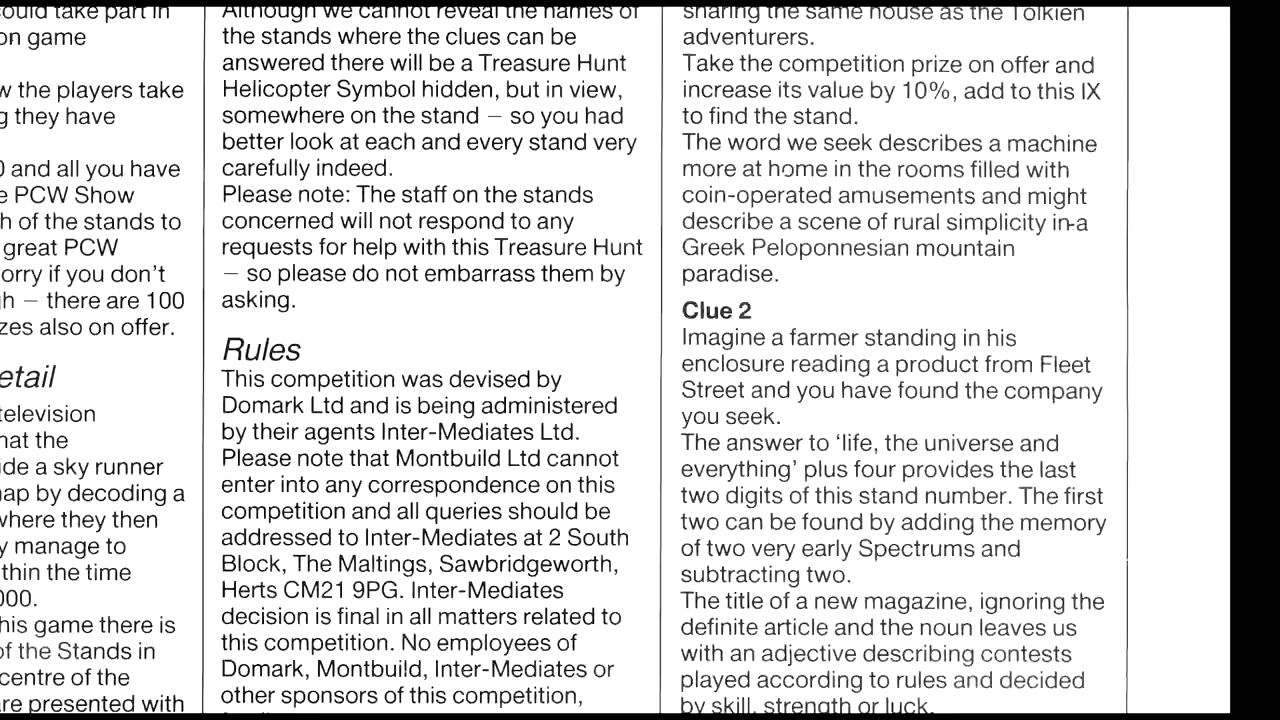 could take part in
on game
w the players take
g they have
0 and all you have
e PCW Show
h of the stands to
great PCW
orry if you don't
gh – there are 100
zes also on offer.
etail
television
hat the
ide a sky runner
nap by decoding a
where they then
y manage to
thin the time
000.
his game there is
of the Stands in
centre of the
are presented with
Although we cannot reveal the names of
the stands where the clues can be
answered there will be a Treasure Hunt
Helicopter Symbol hidden, but in view,
somewhere on the stand – so you had
better look at each and every stand very
carefully indeed.
Please note: The staff on the stands
concerned will not respond to any
requests for help with this Treasure Hunt
– so please do not embarrass them by
asking.
Rules
This competition was devised by
Domark Ltd and is being administered
by their agents Inter-Mediates Ltd.
Please note that Montbuild Ltd cannot
enter into any correspondence on this
competition and all queries should be
addressed to Inter-Mediates at 2 South
Block, The Maltings, Sawbridgeworth,
Herts CM21 9PG. Inter-Mediates
decision is final in all matters related to
this competition. No employees of
Domark, Montbuild, Inter-Mediates or
other sponsors of this competition,
sharing the same house as the Tolkien
adventurers.
Take the competition prize on offer and
increase its value by 10%, add to this IX
to find the stand.
The word we seek describes a machine
more at home in the rooms filled with
coin-operated amusements and might
describe a scene of rural simplicity in-a
Greek Peloponnesian mountain
paradise.
Clue 2
Imagine a farmer standing in his
enclosure reading a product from Fleet
Street and you have found the company
you seek.
The answer to 'life, the universe and
everything' plus four provides the last
two digits of this stand number. The first
two can be found by adding the memory
of two very early Spectrums and
subtracting two.
The title of a new magazine, ignoring the
definite article and the noun leaves us
with an adjective describing contests
played according to rules and decided
by skill, strength or luck.